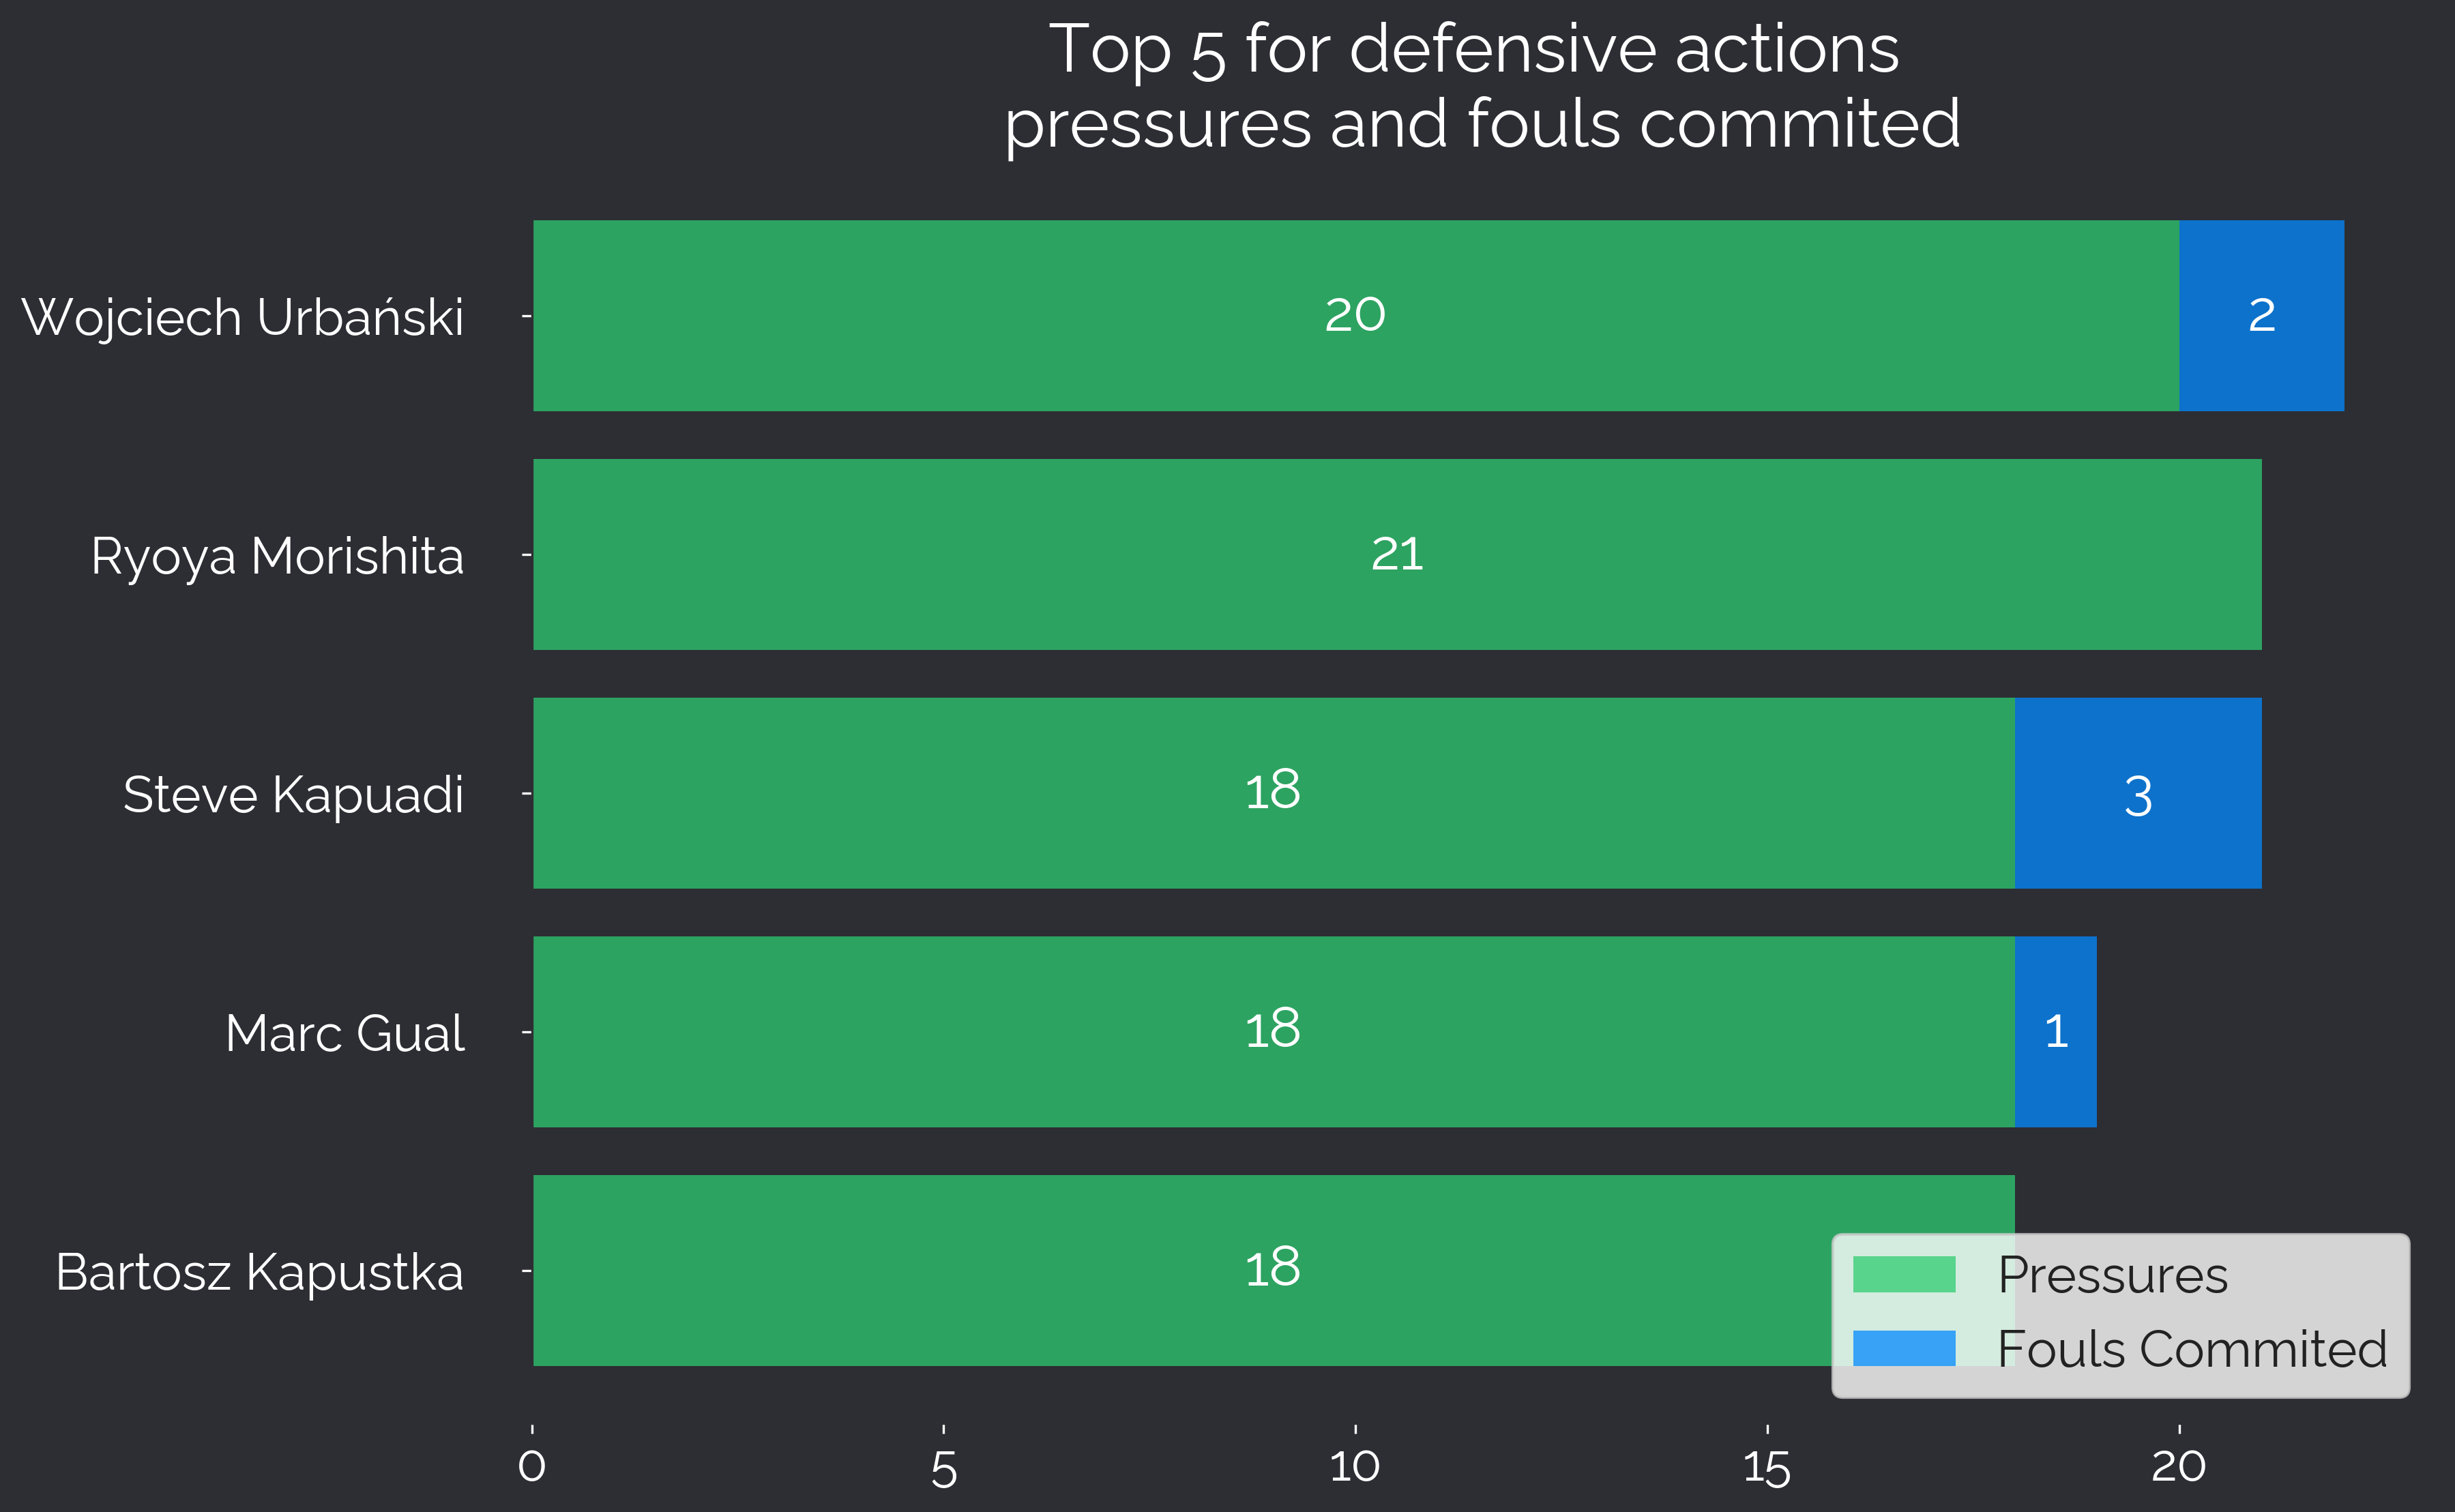 Top 5 for defensive actions
pressures and fouls commited
Wojciech Urbański
20
2
Ryoya Morishita
21
Steve Kapuadi
18
3
Marc Gual
18
1
Bartosz Kapustka
18
Pressures
Fouls Commited
0
5
10
15
20